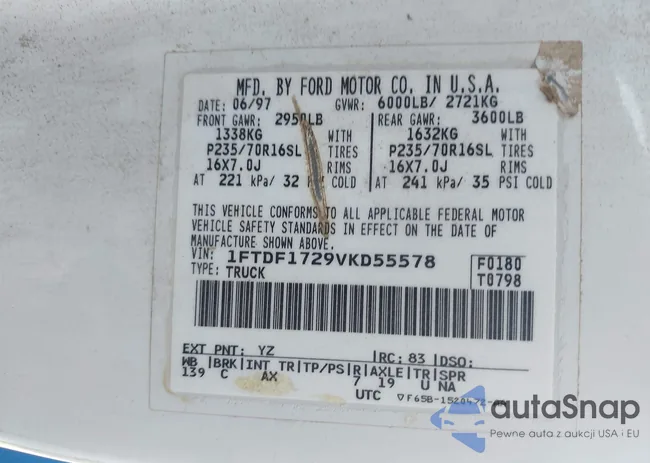 MFD. BY FORD MOTOR CO. IN U.S.A.
DATE: 06/97 GVWR: 6000LB/ 2721KG
FRONT GAWR: 2950LB REAR GAWR: 3600LB
1338KG WITH 1632KG WITH
P235/70R16SL TIRES P235/70R16SL TIRES
16X7.0J RIMS 16X7.0J RIMS
AT 221 kPa/ 32 PSI COLD AT 241 kPa/ 35 PSI COLD
THIS VEHICLE CONFORMS TO ALL APPLICABLE FEDERAL MOTOR
VEHICLE SAFETY STANDARDS IN EFFECT ON THE DATE OF
MANUFACTURE SHOWN ABOVE.
VIN: 1FTDF1729VKD55578 F0180
TYPE: TRUCK T0798
EXT PNT: YZ RC: 83 DSO:
WB BRK INT TR TP/PS R AXLE TR SPR
139 C AX 7 19 U NA
UTC
autaSnap
Pewne auta z aukcji USA i EU